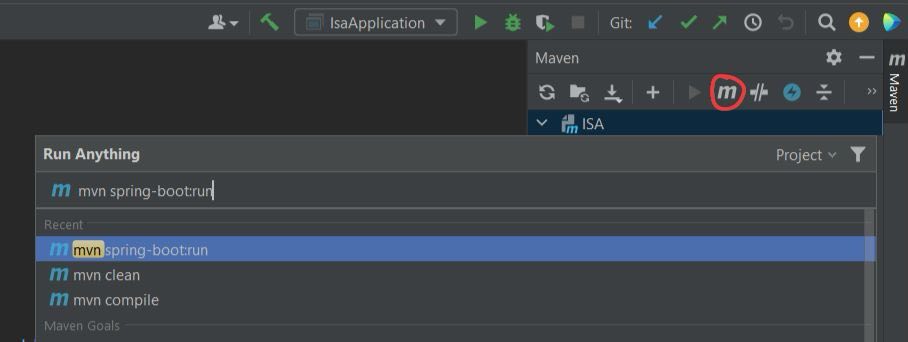 IsaApplication Git:
Maven
m
Maven
m
ISA
Run Anything
Project
m mvn spring-boot:run
Recent
m mvn spring-boot:run
m mvn clean
m mvn compile
Maven Goals